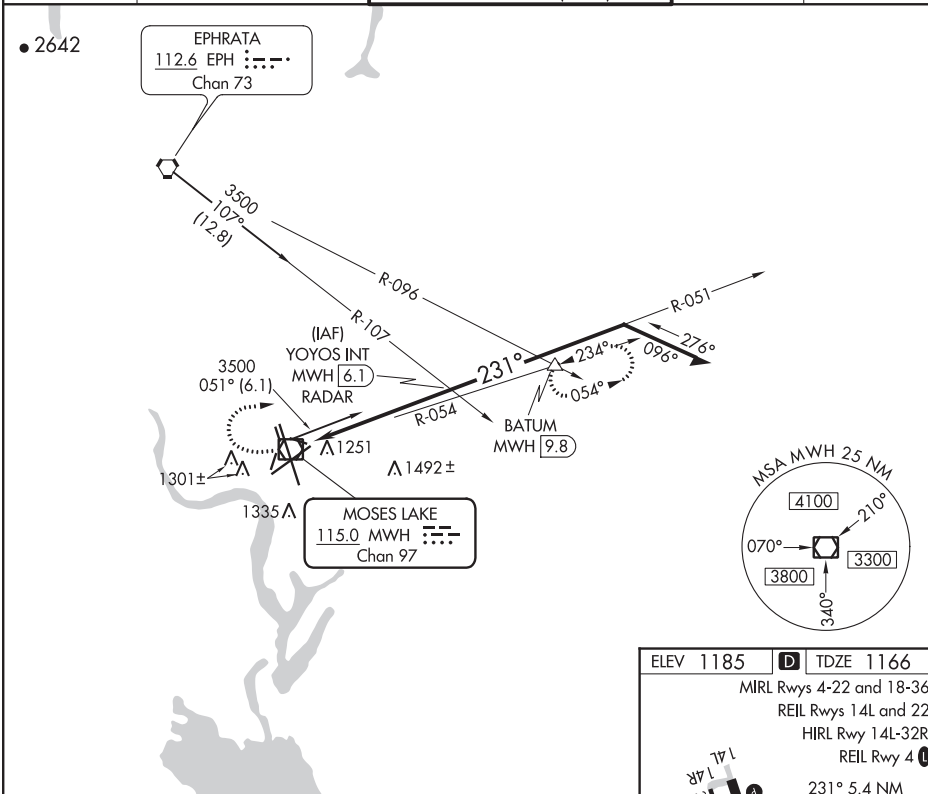 2642
EPHRATA
112.6 EPH
Chan 73
3500
107°
(12.8)
R-096
R-107
R-051
(IAF)
YOYOS INT
MWH 6.1
RADAR
3500
051° (6.1)
231°
234°
096°
276°
054°
R-054
BATUM
MWH 9.8
1251
1492 ±
1301±
1335
MOSES LAKE
115.0 MWH
Chan 97
MSA MWH 25 NM
4100
210°
070°
3300
3800
340°
ELEV 1185 D TDZE 1166
MIRL Rwys 4-22 and 18-36
REIL Rwys 14L and 22
HIRL Rwy 14L-32R
REIL Rwy 4 L
14L
14R
A
231° 5.4 NM